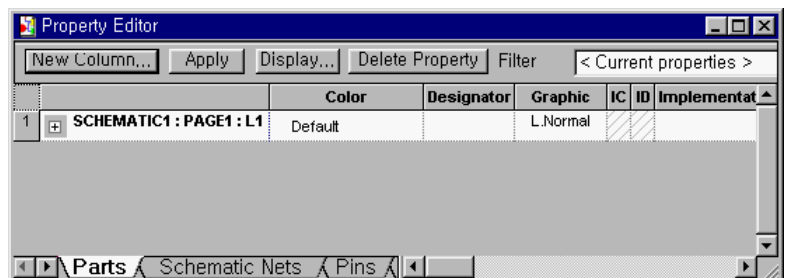 Property Editor
New Column... Apply Display... Delete Property Filter < Current properties >
Color Designator Graphic IC ID Implementat
1 SCHEMATIC1 : PAGE1 : L1 Default L.Normal
Parts Schematic Nets Pins